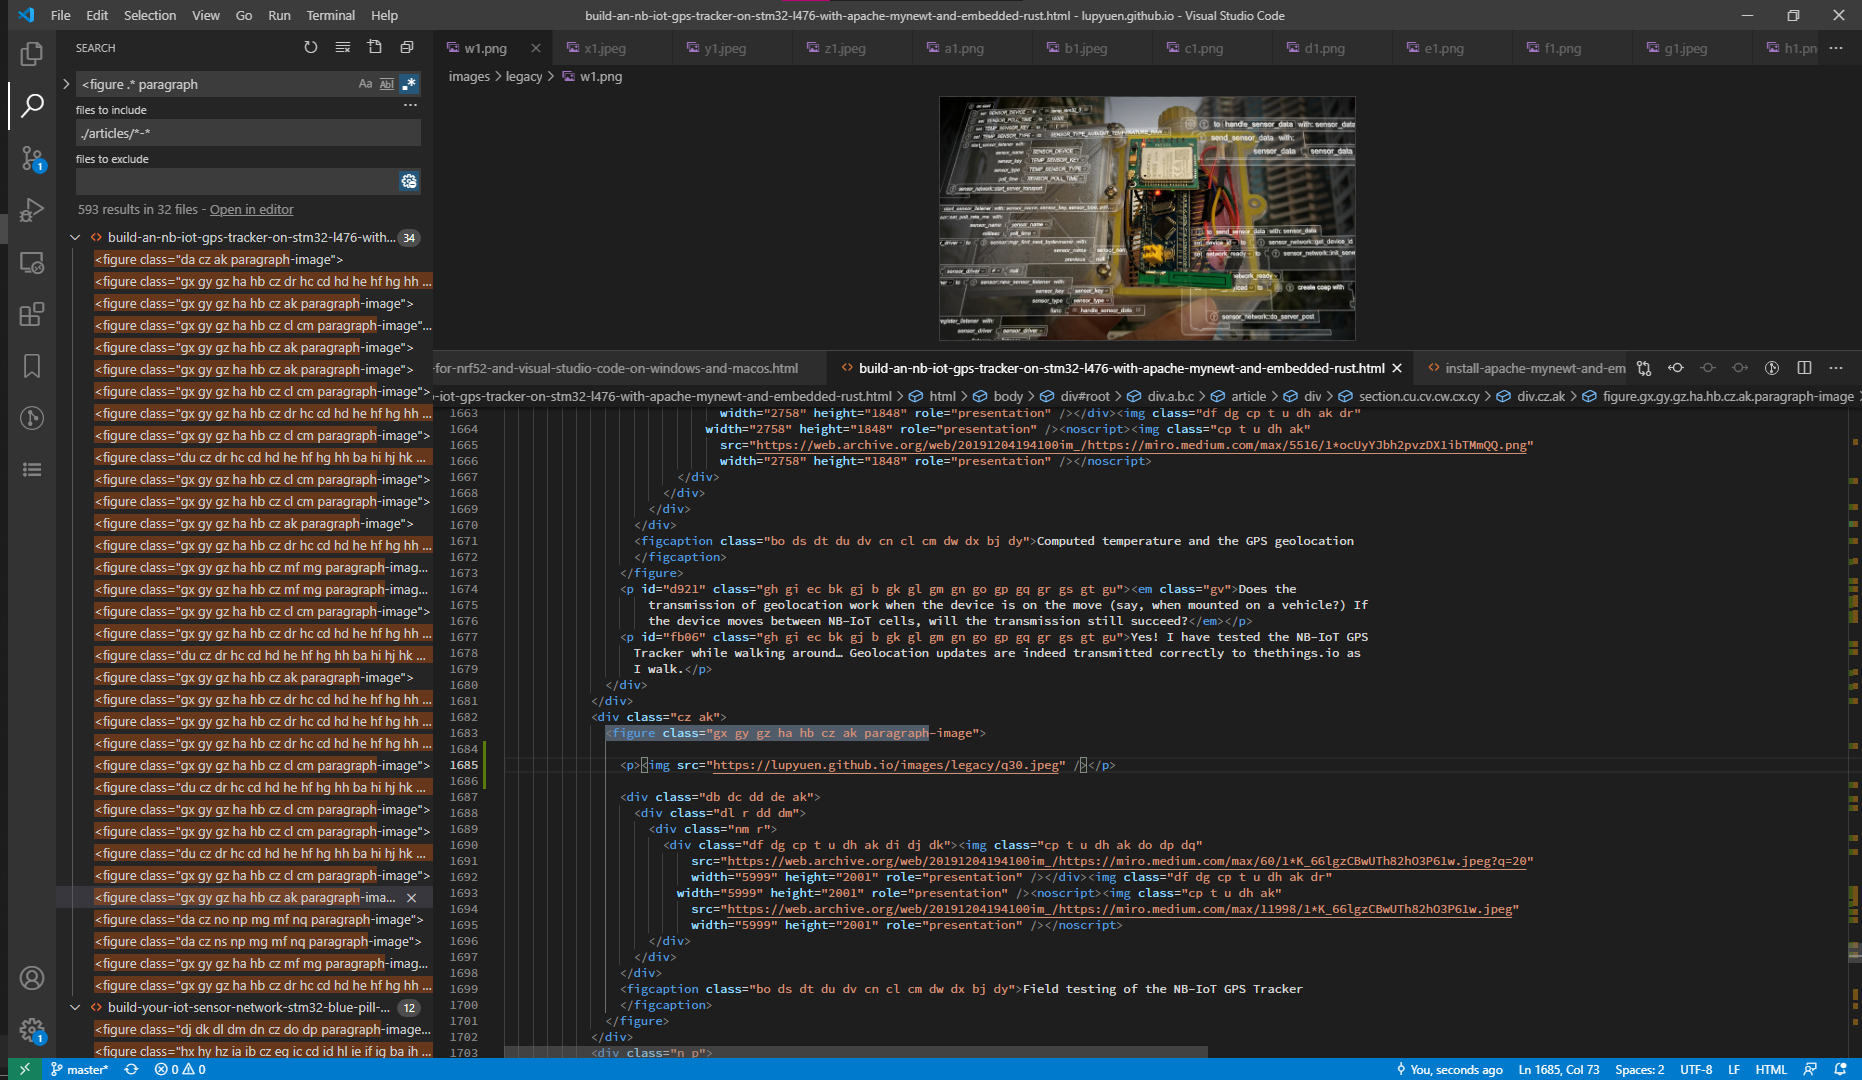 File Edit Selection View Go Run Terminal Help
build-an-nb-iot-gps-tracker-on-stm32-l476-with-apache-mynewt-and-embedded-rust.html - lupyuen.github.io - Visual Studio Code
SEARCH
<figure .* paragraph
Aa Abl .*
files to include
./articles/*-*
files to exclude
593 results in 32 files - Open in editor
build-an-nb-iot-gps-tracker-on-stm32-l476-with... 34
<figure class="da cz ak paragraph-image">
<figure class="gx gy gz ha hb cz dr hc cd hd he hf hg hh ...
<figure class="gx gy gz ha hb cz ak paragraph-image">
<figure class="gx gy gz ha hb cz cl cm paragraph-image"...
<figure class="gx gy gz ha hb cz ak paragraph-image">
<figure class="gx gy gz ha hb cz ak paragraph-image">
<figure class="gx gy gz ha hb cz cl cm paragraph-image">
<figure class="gx gy gz ha hb cz dr hc cd hd he hf hg hh ...
<figure class="gx gy gz ha hb cz cl cm paragraph-image">
<figure class="du cz dr hc cd hd he hf hg hh ba hi hj hk ...
<figure class="gx gy gz ha hb cz cl cm paragraph-image">
<figure class="gx gy gz ha hb cz cl cm paragraph-image">
<figure class="gx gy gz ha hb cz ak paragraph-image">
<figure class="gx gy gz ha hb cz dr hc cd hd he hf hg hh ...
<figure class="gx gy gz ha hb cz mf mg paragraph-imag...
<figure class="gx gy gz ha hb cz mf mg paragraph-imag...
<figure class="gx gy gz ha hb cz cl cm paragraph-image">
<figure class="gx gy gz ha hb cz dr hc cd hd he hf hg hh ...
<figure class="du cz dr hc cd hd he hf hg hh ba hi hj hk ...
<figure class="gx gy gz ha hb cz ak paragraph-image">
<figure class="gx gy gz ha hb cz dr hc cd hd he hf hg hh ...
<figure class="gx gy gz ha hb cz dr hc cd hd he hf hg hh ...
<figure class="gx gy gz ha hb cz dr hc cd hd he hf hg hh ...
<figure class="gx gy gz ha hb cz cl cm paragraph-image">
<figure class="du cz dr hc cd hd he hf hg hh ba hi hj hk ...
<figure class="gx gy gz ha hb cz cl cm paragraph-image">
<figure class="gx gy gz ha hb cz cl cm paragraph-image">
<figure class="du cz dr hc cd hd he hf hg hh ba hi hj hk ...
<figure class="gx gy gz ha hb cz cl cm paragraph-image">
<figure class="gx gy gz ha hb cz ak paragraph-ima...
<figure class="da cz no np mg mf nq paragraph-image">
<figure class="da cz ns np mg mf nq paragraph-image">
<figure class="gx gy gz ha hb cz mf mg paragraph-imag...
<figure class="gx gy gz ha hb cz dr hc cd hd he hf hg hh ...
build-your-iot-sensor-network-stm32-blue-pill-... 12
<figure class="dj dk dl dm dn cz do dp paragraph-image...
<figure class="hx hy hz ia ib cz eq ic cd id hl ie if ig ba ih ...
w1.png x1.jpeg y1.jpeg z1.jpeg a1.png b1.jpeg c1.png d1.png e1.png f1.png g1.jpeg h1.pn
images > legacy > w1.png
-for-nrf52-and-visual-studio-code-on-windows-and-macos.html
build-an-nb-iot-gps-tracker-on-stm32-l476-with-apache-mynewt-and-embedded-rust.html
install-apache-mynewt-and-em
-iot-gps-tracker-on-stm32-l476-with-apache-mynewt-and-embedded-rust.html > html > body > div#root > div.a.b.c > article > div > section.cu.cv.cw.cx.cy > div.cz.ak > figure.gx.gy.gz.ha.hb.cz.ak.paragraph-image
1663 width="2758" height="1848" role="presentation" /></div><img class="df dg cp t u dh ak dr"
1664 width="2758" height="1848" role="presentation" /><noscript><img class="cp t u dh ak"
1665 src="https://web.archive.org/web/20191204194100im_/https://miro.medium.com/max/5516/1*ocUyYJbh2pvzDX1ibTMmQQ.png"
1666 width="2758" height="1848" role="presentation" /></noscript>
1667 </div>
1668 </div>
1669 </div>
1670 </div>
1671 <figcaption class="bo ds dt du dv cn cl cm dw dx bj dy">Computed temperature and the GPS geolocation
1672 </figcaption>
1673 </figure>
1674 <p id="d921" class="gh gi ec bk gj b gk gl gm gn go gp gq gr gs gt gu"><em class="gv">Does the
1675 transmission of geolocation work when the device is on the move (say, when mounted on a vehicle?) If
1676 the device moves between NB-IoT cells, will the transmission still succeed?</em></p>
1677 <p id="fb06" class="gh gi ec bk gj b gk gl gm gn go gp gq gr gs gt gu">Yes! I have tested the NB-IoT GPS
1678 Tracker while walking around… Geolocation updates are indeed transmitted correctly to thethings.io as
1679 I walk.</p>
1680 </div>
1681 </div>
1682 <div class="cz ak">
1683 <figure class="gx gy gz ha hb cz ak paragraph-image">
1684
1685 <p><img src="https://lupyuen.github.io/images/legacy/q30.jpeg" /></p>
1686
1687 <div class="db dc dd de ak">
1688 <div class="dl r dd dm">
1689 <div class="nm r">
1690 <div class="df dg cp t u dh ak di dj dk"><img class="cp t u dh ak do dp dq"
1691 src="https://web.archive.org/web/20191204194100im_/https://miro.medium.com/max/60/1*K_66lgzCBwUTh82hO3P61w.jpeg?q=20"
1692 width="5999" height="2001" role="presentation" /></div><img class="df dg cp t u dh ak dr"
1693 width="5999" height="2001" role="presentation" /><noscript><img class="cp t u dh ak"
1694 src="https://web.archive.org/web/20191204194100im_/https://miro.medium.com/max/11998/1*K_66lgzCBwUTh82hO3P61w.jpeg"
1695 width="5999" height="2001" role="presentation" /></noscript>
1696 </div>
1697 </div>
1698 </div>
1699 <figcaption class="bo ds dt du dv cn cl cm dw dx bj dy">Field testing of the NB-IoT GPS Tracker
1700 </figcaption>
1701 </figure>
1702 </div>
1703 <div class="n p">
master* 0 0
You, seconds ago Ln 1685, Col 73 Spaces: 2 UTF-8 LF HTML